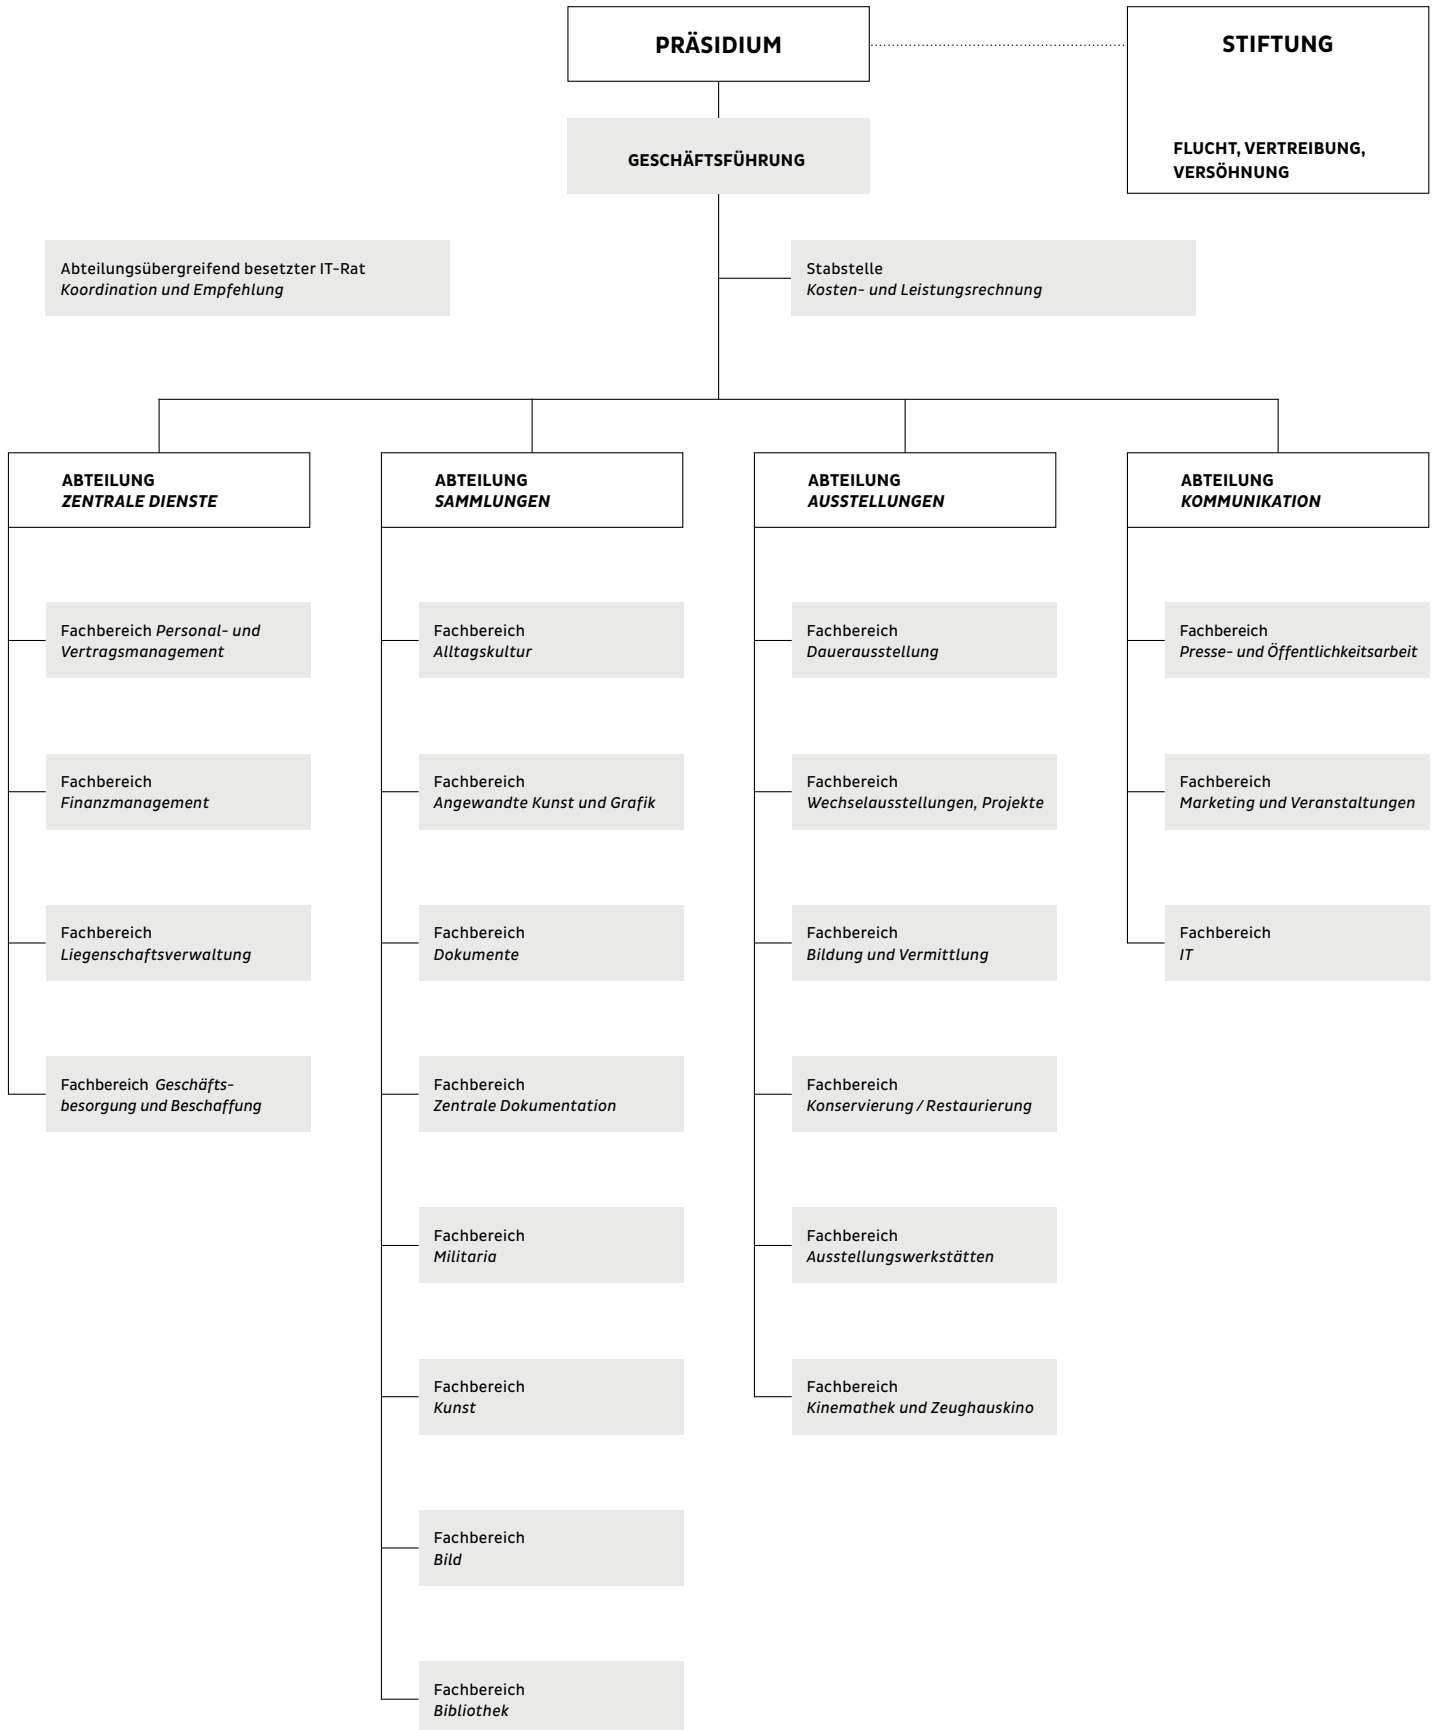 PRÄSIDIUM
STIFTUNG
FLUCHT, VERTREIBUNG,
VERSÖHNUNG
GESCHÄFTSFÜHRUNG
Abteilungsübergreifend besetzter IT-Rat
Koordination und Empfehlung
Stabstelle
Kosten- und Leistungsrechnung
ABTEILUNG
ZENTRALE DIENSTE
Fachbereich Personal- und
Vertragsmanagement
Fachbereich
Finanzmanagement
Fachbereich
Liegenschaftsverwaltung
Fachbereich Geschäfts-
besorgung und Beschaffung
ABTEILUNG
SAMMLUNGEN
Fachbereich
Alltagskultur
Fachbereich
Angewandte Kunst und Grafik
Fachbereich
Dokumente
Fachbereich
Zentrale Dokumentation
Fachbereich
Militaria
Fachbereich
Kunst
Fachbereich
Bild
Fachbereich
Bibliothek
ABTEILUNG
AUSSTELLUNGEN
Fachbereich
Dauerausstellung
Fachbereich
Wechselausstellungen, Projekte
Fachbereich
Bildung und Vermittlung
Fachbereich
Konservierung / Restaurierung
Fachbereich
Ausstellungswerkstätten
Fachbereich
Kinemathek und Zeughauskino
ABTEILUNG
KOMMUNIKATION
Fachbereich
Presse- und Öffentlichkeitsarbeit
Fachbereich
Marketing und Veranstaltungen
Fachbereich
IT